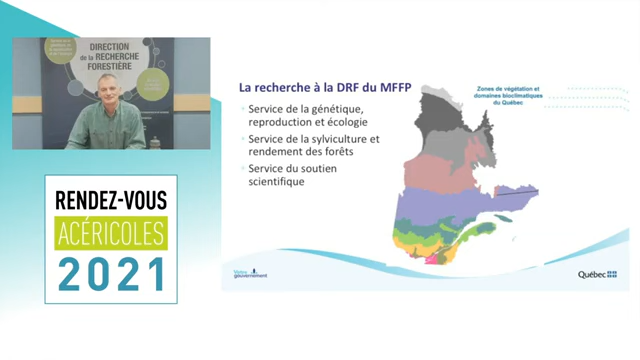 DIRECTION
de la RECHERCHE
FORESTIÈRE
RENDEZ-VOUS
ACÉRICOLES
2021
La recherche à la DRF du MFFP
Service de la génétique,
reproduction et écologie
Service de la sylviculture et
rendement des forêts
Service du soutien
scientifique
Zones de végétation et
domaines bioclimatiques
du Québec
Votre
gouvernement
Québec